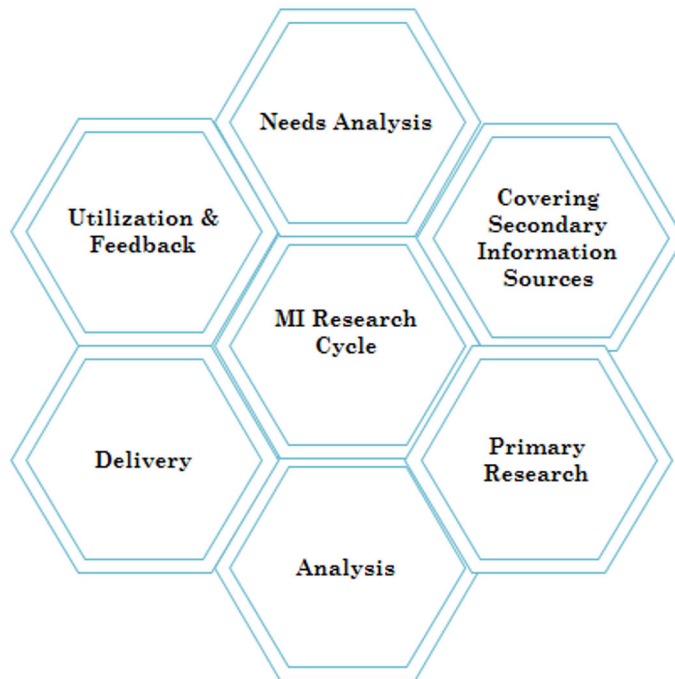 Needs Analysis
Covering
Secondary
Information
Sources
Utilization &
Feedback
MI Research
Cycle
Primary
Research
Delivery
Analysis